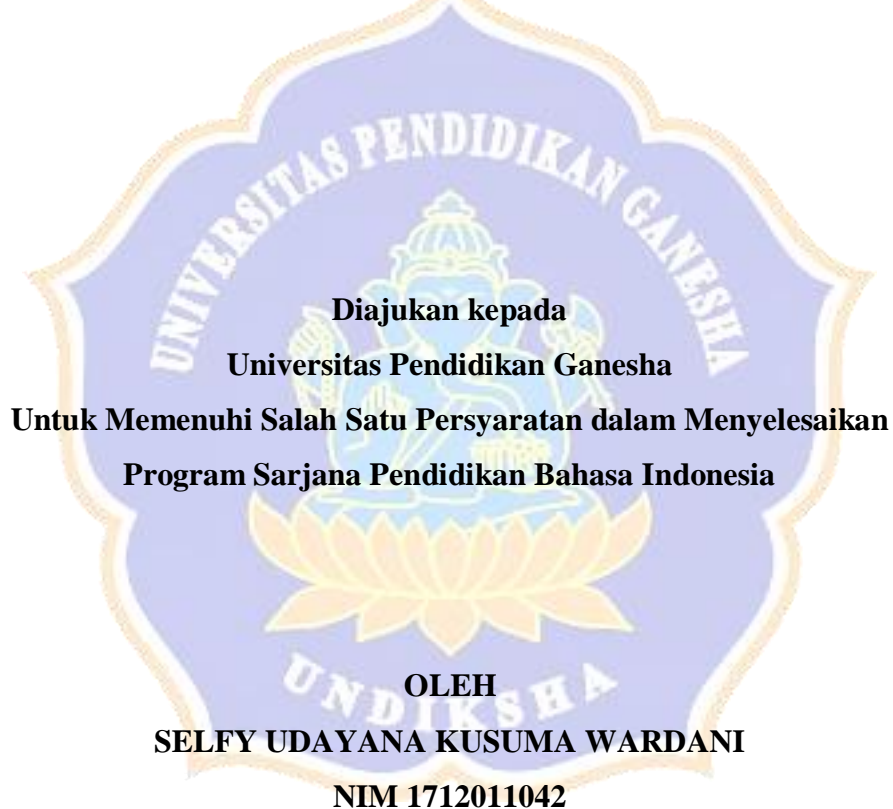 UNIVERSITAS PENDIDIKAN GANESHA
Diajukan kepada
Universitas Pendidikan Ganesha
Untuk Memenuhi Salah Satu Persyaratan dalam Menyelesaikan
Program Sarjana Pendidikan Bahasa Indonesia
UNDIKSHA
OLEH
SELFY UDAYANA KUSUMA WARDANI
NIM 1712011042